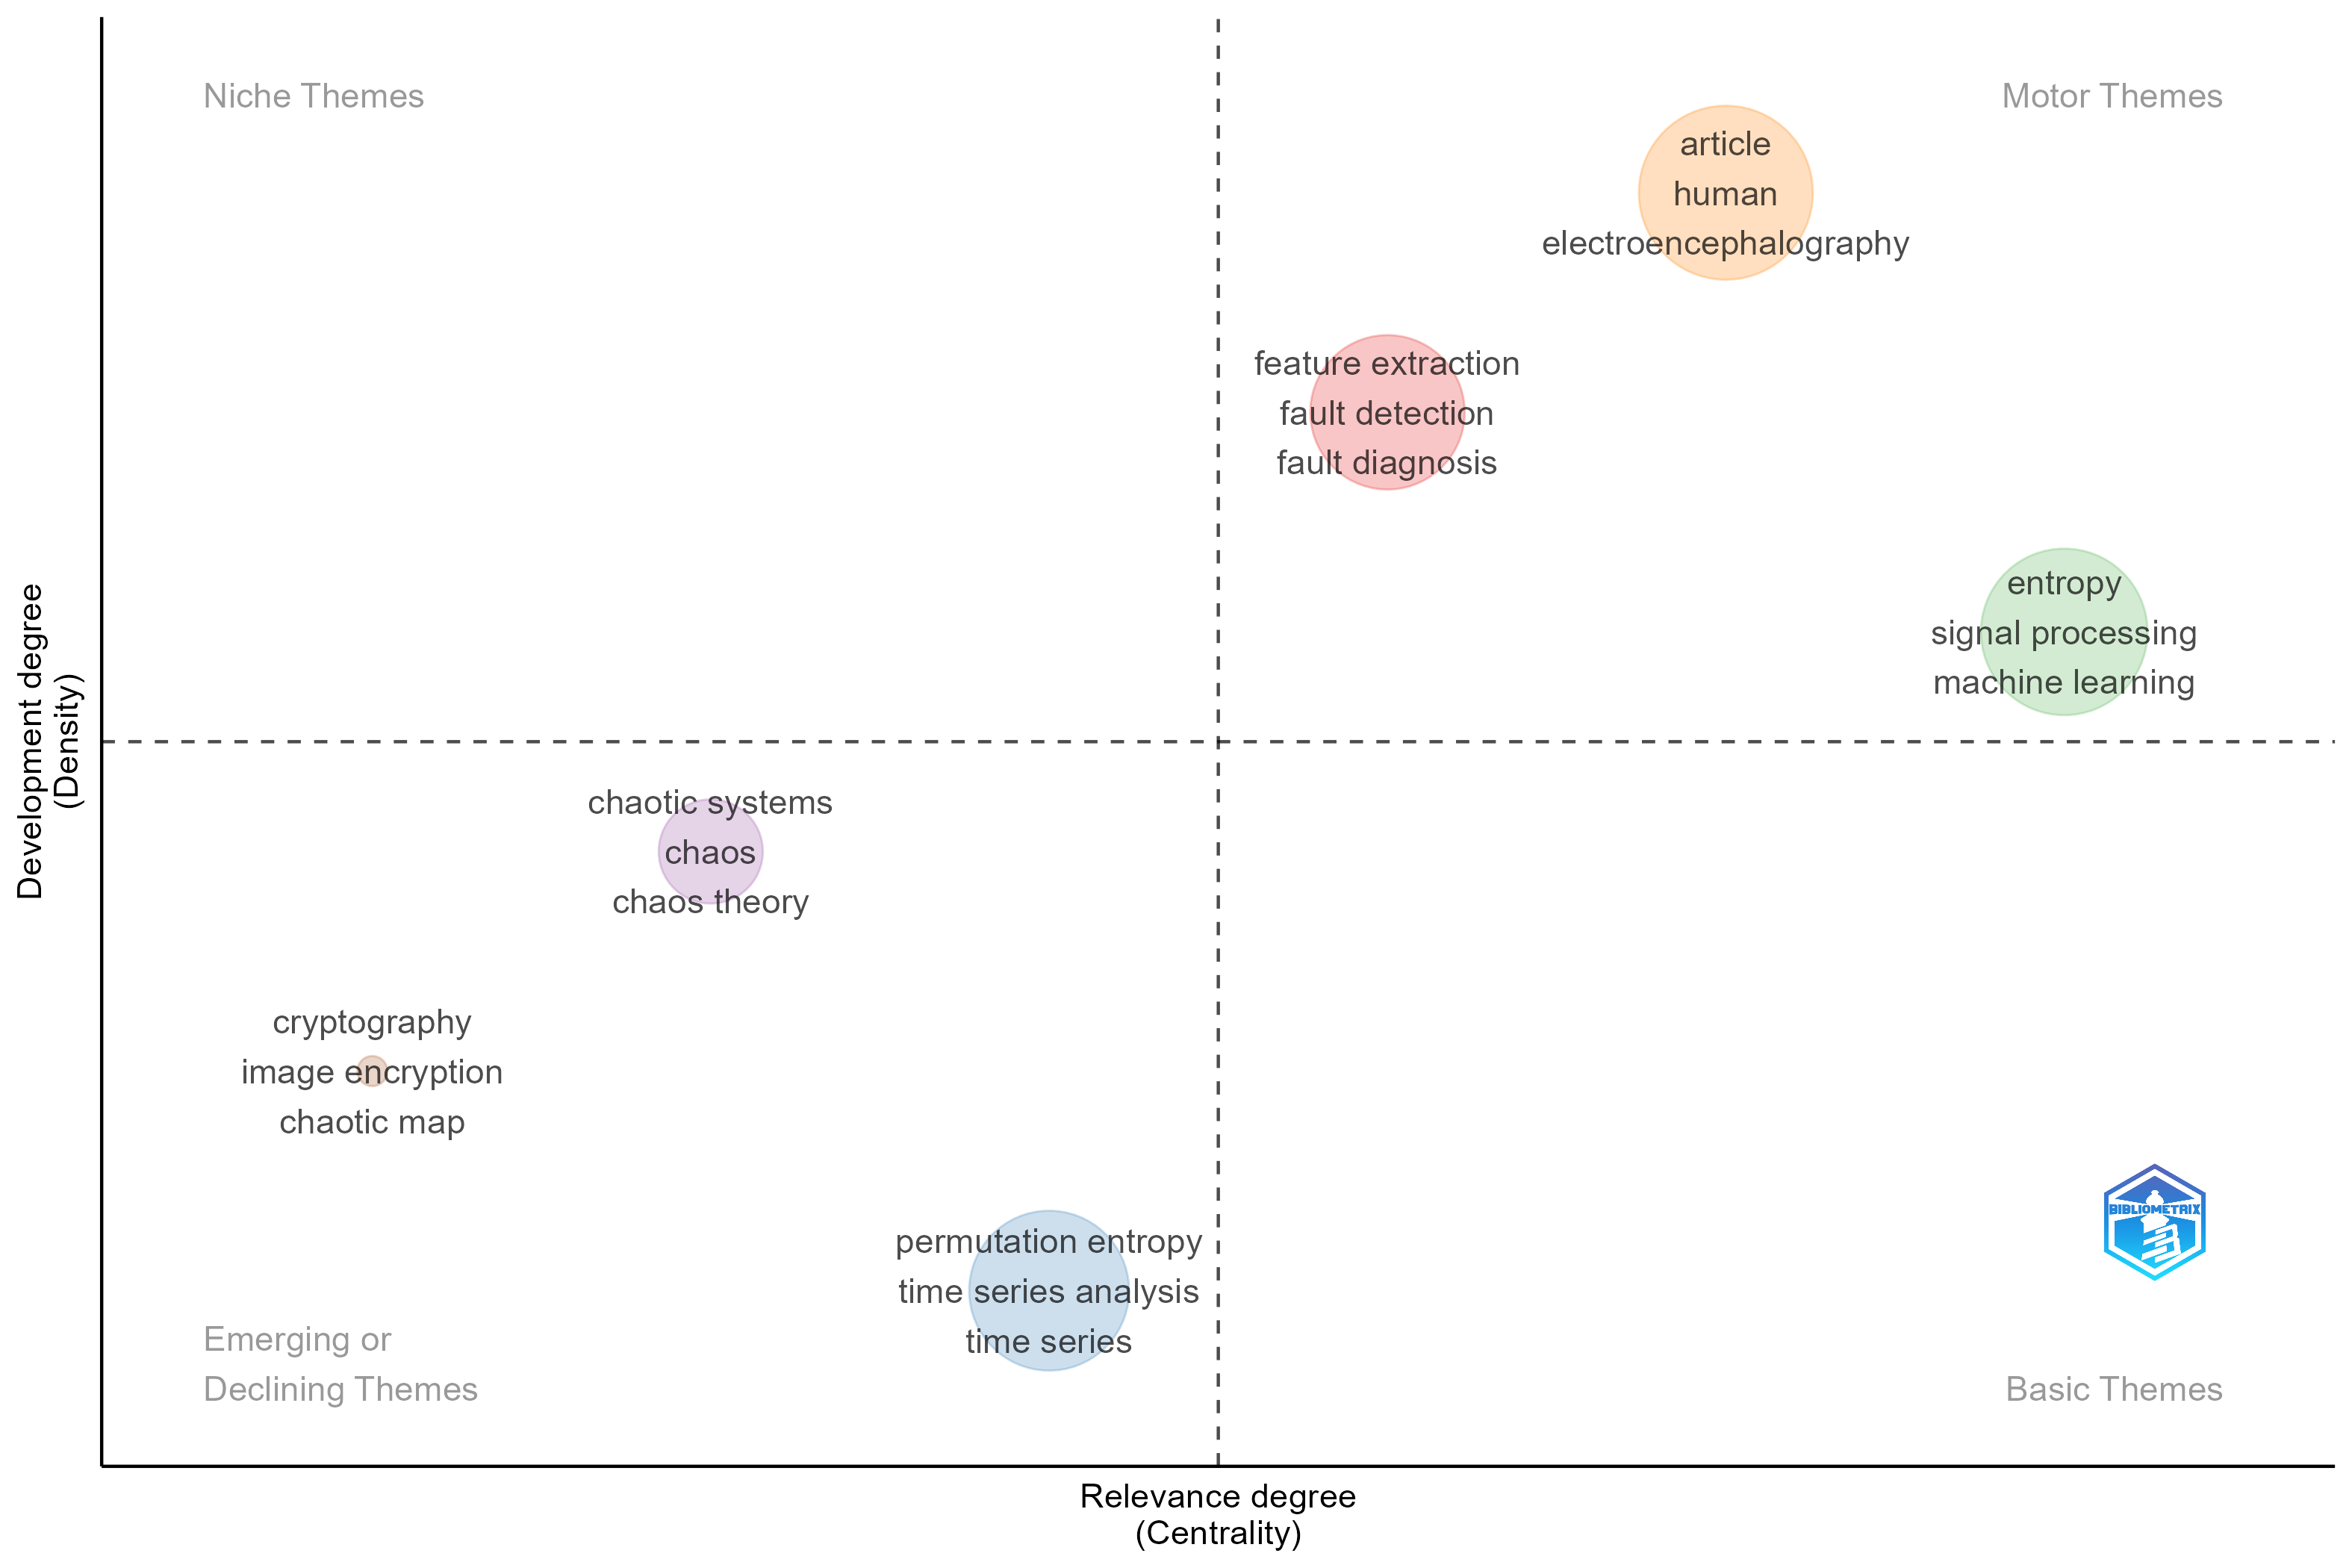 Niche Themes
Motor Themes
article
human
electroencephalography
feature extraction
fault detection
fault diagnosis
entropy
signal processing
machine learning
Development degree
(Density)
chaotic systems
chaos
chaos theory
cryptography
image encryption
chaotic map
permutation entropy
time series analysis
time series
BIBLIOMETRIX
Emerging or
Declining Themes
Basic Themes
Relevance degree
(Centrality)